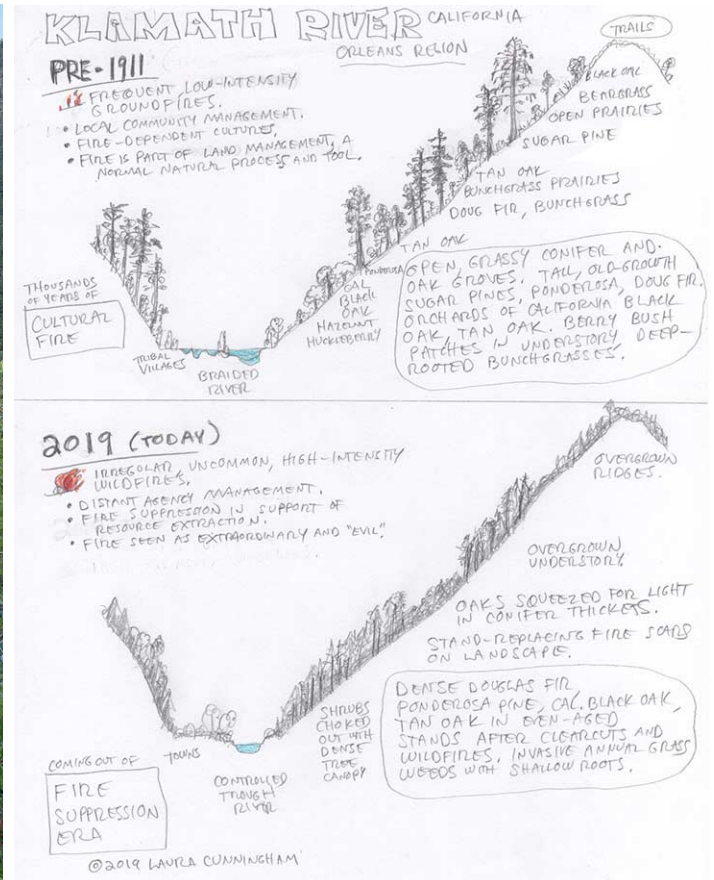 KLAMATH RIVER CALIFORNIA
ORLEANS REGION
TRAILS
PRE-1911
FREQUENT, LOW-INTENSITY
GROUNDFIRES.
• LOCAL COMMUNITY MANAGEMENT.
• FIRE-DEPENDENT CULTURES.
• FIRE IS PART OF LAND MANAGEMENT, A
NORMAL NATURAL PROCESS AND TOOL.
BLACK OAK
BEARGRASS
OPEN PRAIRIES
SUGAR PINE
TAN OAK
BUNCHGRASS PRAIRIES
DOUG FIR, BUNCHGRASS
TAN OAK
PONDEROSA
CAL
BLACK
OAK
HAZELNUT
HUCKLEBERRY
OPEN, GRASSY CONIFER AND
OAK GROVES. TALL, OLD-GROWTH
SUGAR PINES, PONDEROSA, DOUG FIR.
ORCHARDS OF CALIFORNIA BLACK
OAK, TAN OAK. BERRY BUSH
PATCHES IN UNDERSTORY DEEP-
ROOTED BUNCHGRASSES.
THOUSANDS
OF YEARS OF
CULTURAL
FIRE
TRIBAL
VILLAGES
BRAIDED
RIVER
2019 (TODAY)
IRREGULAR, UNCOMMON, HIGH-INTENSITY
WILDFIRES.
• DISTANT AGENCY MANAGEMENT.
• FIRE SUPPRESSION IN SUPPORT OF
RESOURCE EXTRACTION.
• FIRE SEEN AS EXTRAORDINARY AND "EVIL".
OVERGROWN
RIDGES.
OVERGROWN
UNDERSTORY.
OAKS SQUEEZED FOR LIGHT
IN CONIFER THICKETS.
STAND-REPLACING FIRE SCARS
ON LANDSCAPE.
DENSE DOUGLAS FIR
PONDEROSA PINE, CAL. BLACK OAK,
TAN OAK IN EVEN-AGED
STANDS AFTER CLEARCUTS AND
WILDFIRES. INVASIVE ANNUAL GRASS
WEEDS WITH SHALLOW ROOTS.
SHRUBS
CHOKED
OUT WITH
DENSE
TREE
CANOPY
TOWNS
CONTROLLED
TROUGH
RIVER
COMING OUT OF
FIRE
SUPPRESSION
ERA
©2019 LAURA CUNNINGHAM